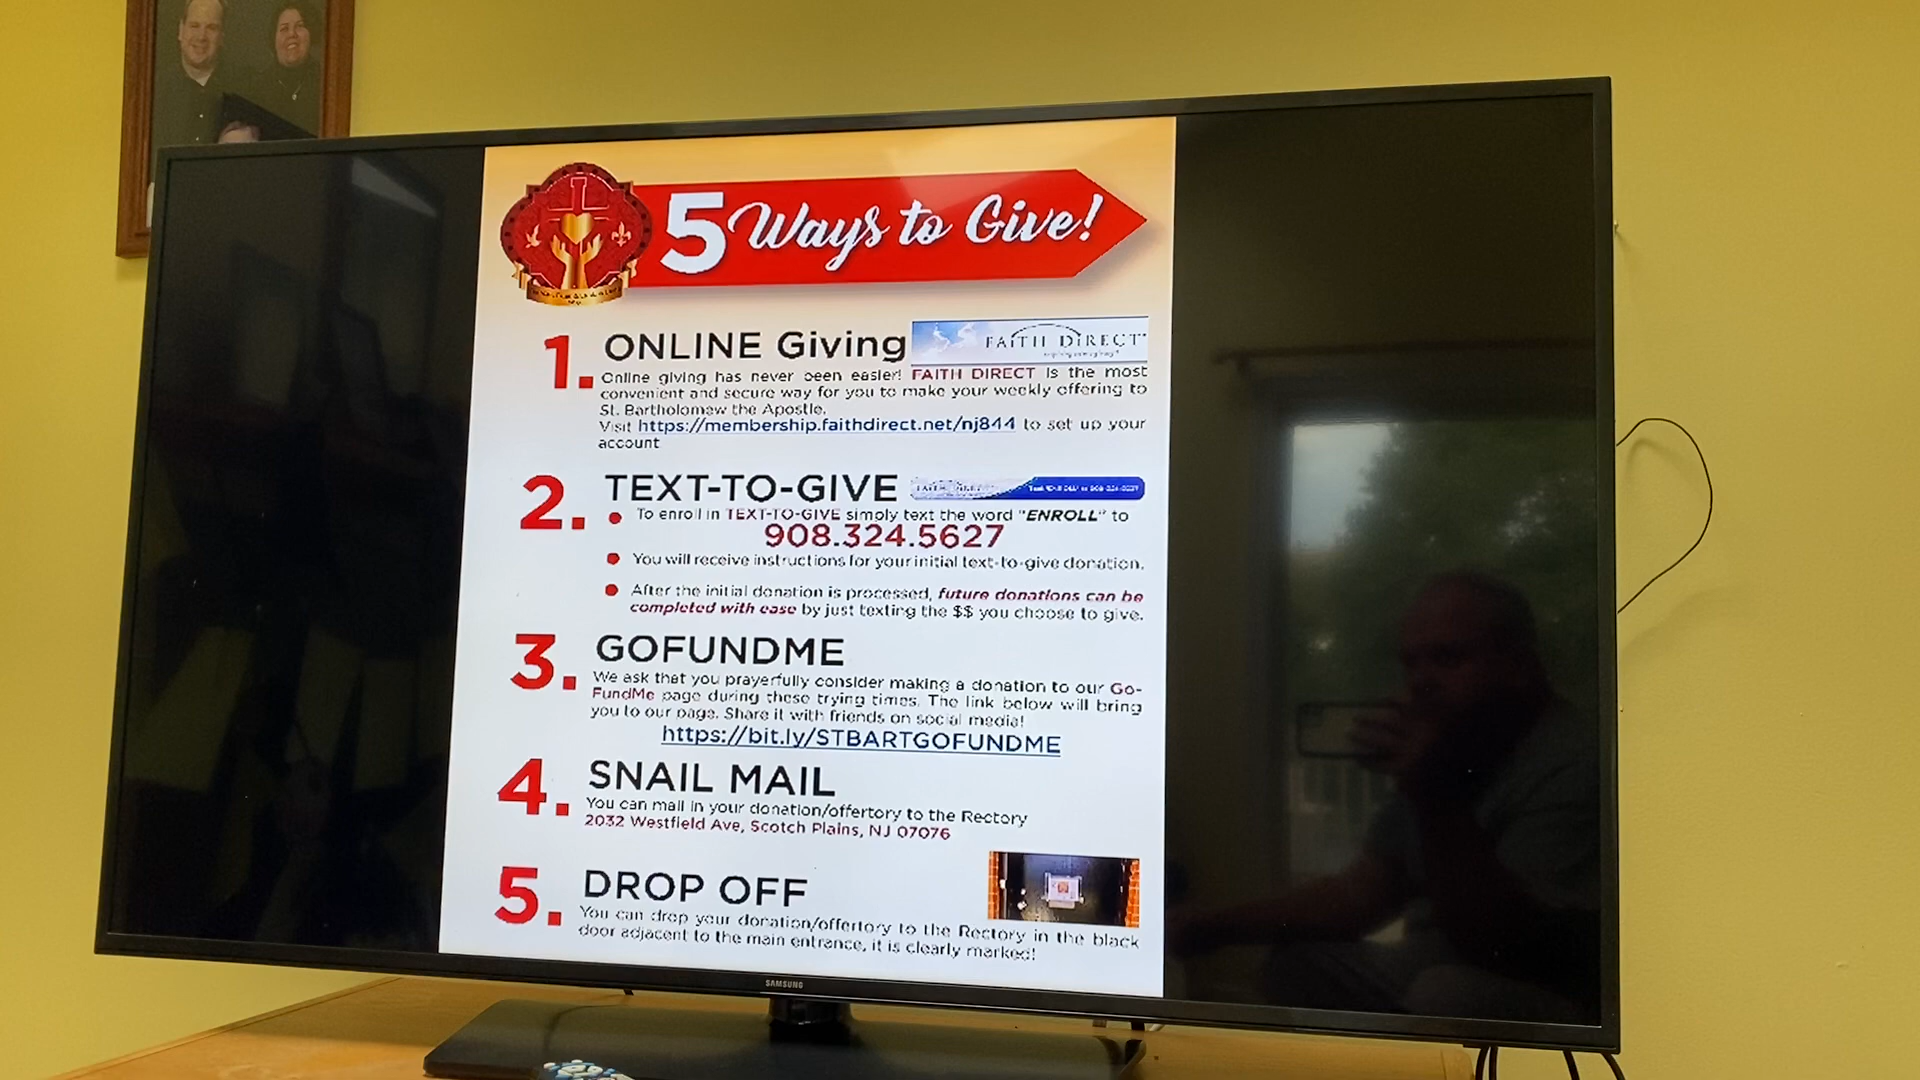 5 Ways to Give!
1. ONLINE Giving
FAITH DIRECT
Online giving has never been easier! FAITH DIRECT is the most
convenient and secure way for you to make your weekly offering to
St. Bartholomew the Apostle.
Visit https://membership.faithdirect.net/nj844 to set up your
account
2. TEXT-TO-GIVE
• To enroll in TEXT-TO-GIVE simply text the word "ENROLL" to
908.324.5627
• You will receive instructions for your initial text-to-give donation.
• After the initial donation is processed, future donations can be
completed with ease by just texting the $$ you choose to give.
3. GOFUNDME
We ask that you prayerfully consider making a donation to our Go-
FundMe page during these trying times. The link below will bring
you to our page. Share it with friends on social media!
https://bit.ly/STBARTGOFUNDME
4. SNAIL MAIL
You can mail in your donation/offertory to the Rectory
2032 Westfield Ave, Scotch Plains, NJ 07076
5. DROP OFF
You can drop your donation/offertory to the Rectory in the black
door adjacent to the main entrance, it is clearly marked!
SAMSUNG